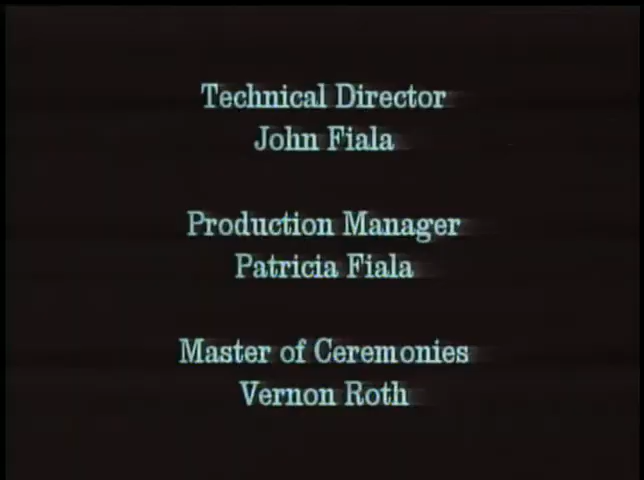 Technical Director
John Fiala
Production Manager
Patricia Fiala
Master of Ceremonies
Vernon Roth